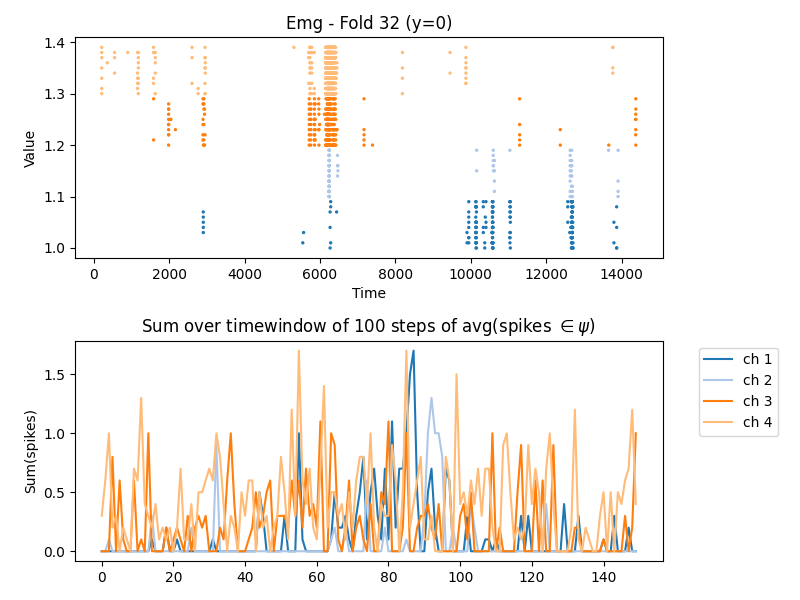 Emg - Fold 32 (y=0)
1.4
1.3
1.2
1.1
1.0
Value
0 2000 4000 6000 8000 10000 12000 14000
Time
Sum over timewindow of 100 steps of avg(spikes ∈ψ)
1.5
1.0
0.5
0.0
Sum(spikes)
0 20 40 60 80 100 120 140
ch 1
ch 2
ch 3
ch 4